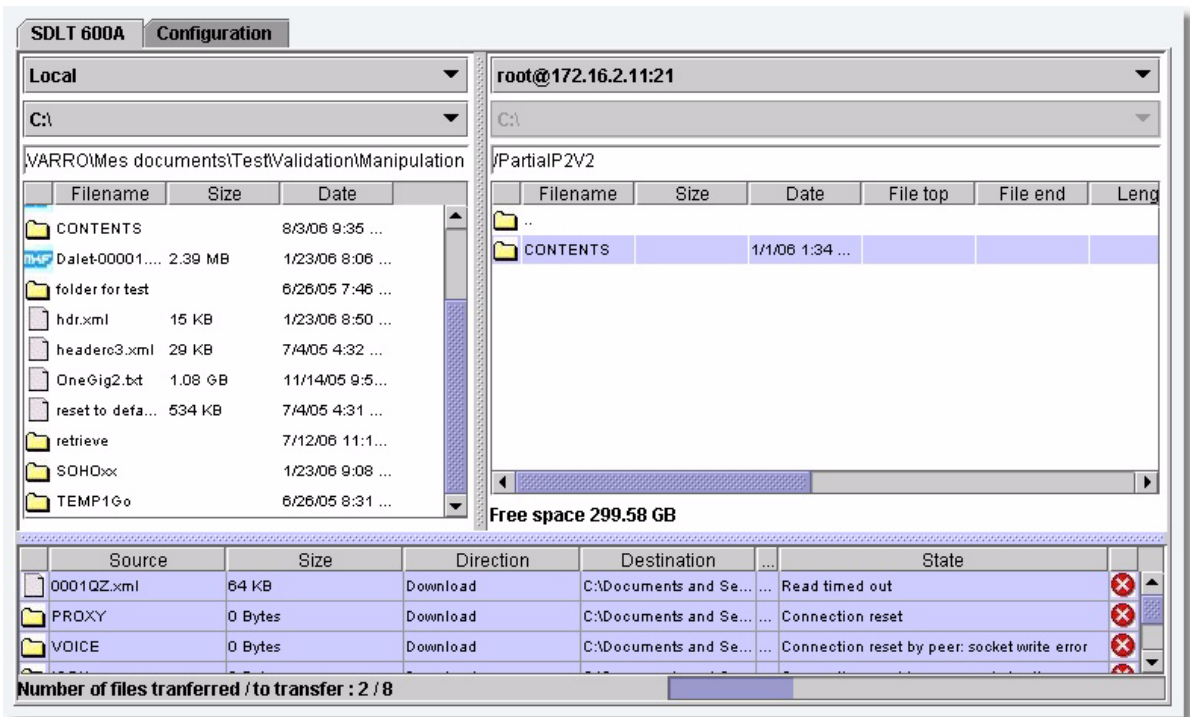 SDLT 600A Configuration
Local
C:\
VARRO\Mes documents\Test\Validation\Manipulation
Filename Size Date
CONTENTS 8/3/06 9:35 ...
Dalet-00001.... 2.39 MB 1/23/06 8:06 ...
folder for test 6/26/05 7:46 ...
hdr.xml 15 KB 1/23/06 8:50 ...
headerc3.xml 29 KB 7/4/05 4:32 ...
OneGig2.txt 1.08 GB 11/14/05 9:5...
reset to defa... 534 KB 7/4/05 4:31 ...
retrieve 7/12/06 11:1...
SOHOxx 1/23/06 9:08 ...
TEMP1Go 6/26/05 8:31 ...
root@172.16.2.11:21
C:\
/PartialP2V2
Filename Size Date File top File end Leng
..
CONTENTS 1/1/06 1:34 ...
Free space 299.58 GB
Source Size Direction Destination ... State
0001QZ.xml 64 KB Download C:\Documents and Se... ... Read timed out
PROXY 0 Bytes Download C:\Documents and Se... ... Connection reset
VOICE 0 Bytes Download C:\Documents and Se... ... Connection reset by peer: socket write error
Number of files tranferred / to transfer : 2 / 8